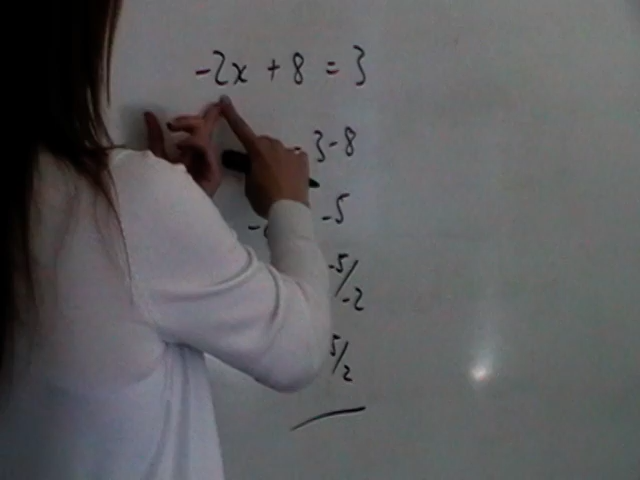 -2x + 8 = 3
3-8
-5
-5/-2
5/2